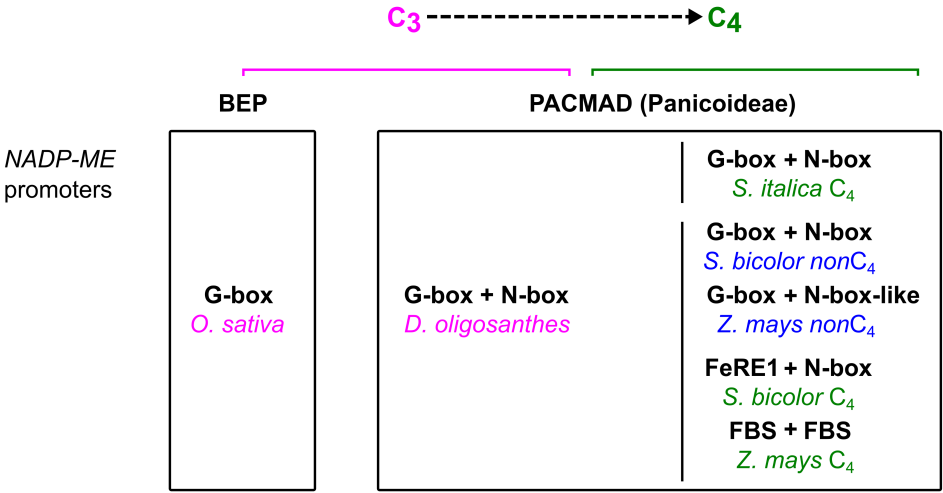 C3 C4
BEP PACMAD (Panicoideae)
NADP-ME
promoters
G-box
O. sativa
G-box + N-box
D. oligosanthes
G-box + N-box
S. italica C4
G-box + N-box
S. bicolor nonC4
G-box + N-box-like
Z. mays nonC4
FeRE1 + N-box
S. bicolor C4
FBS + FBS
Z. mays C4